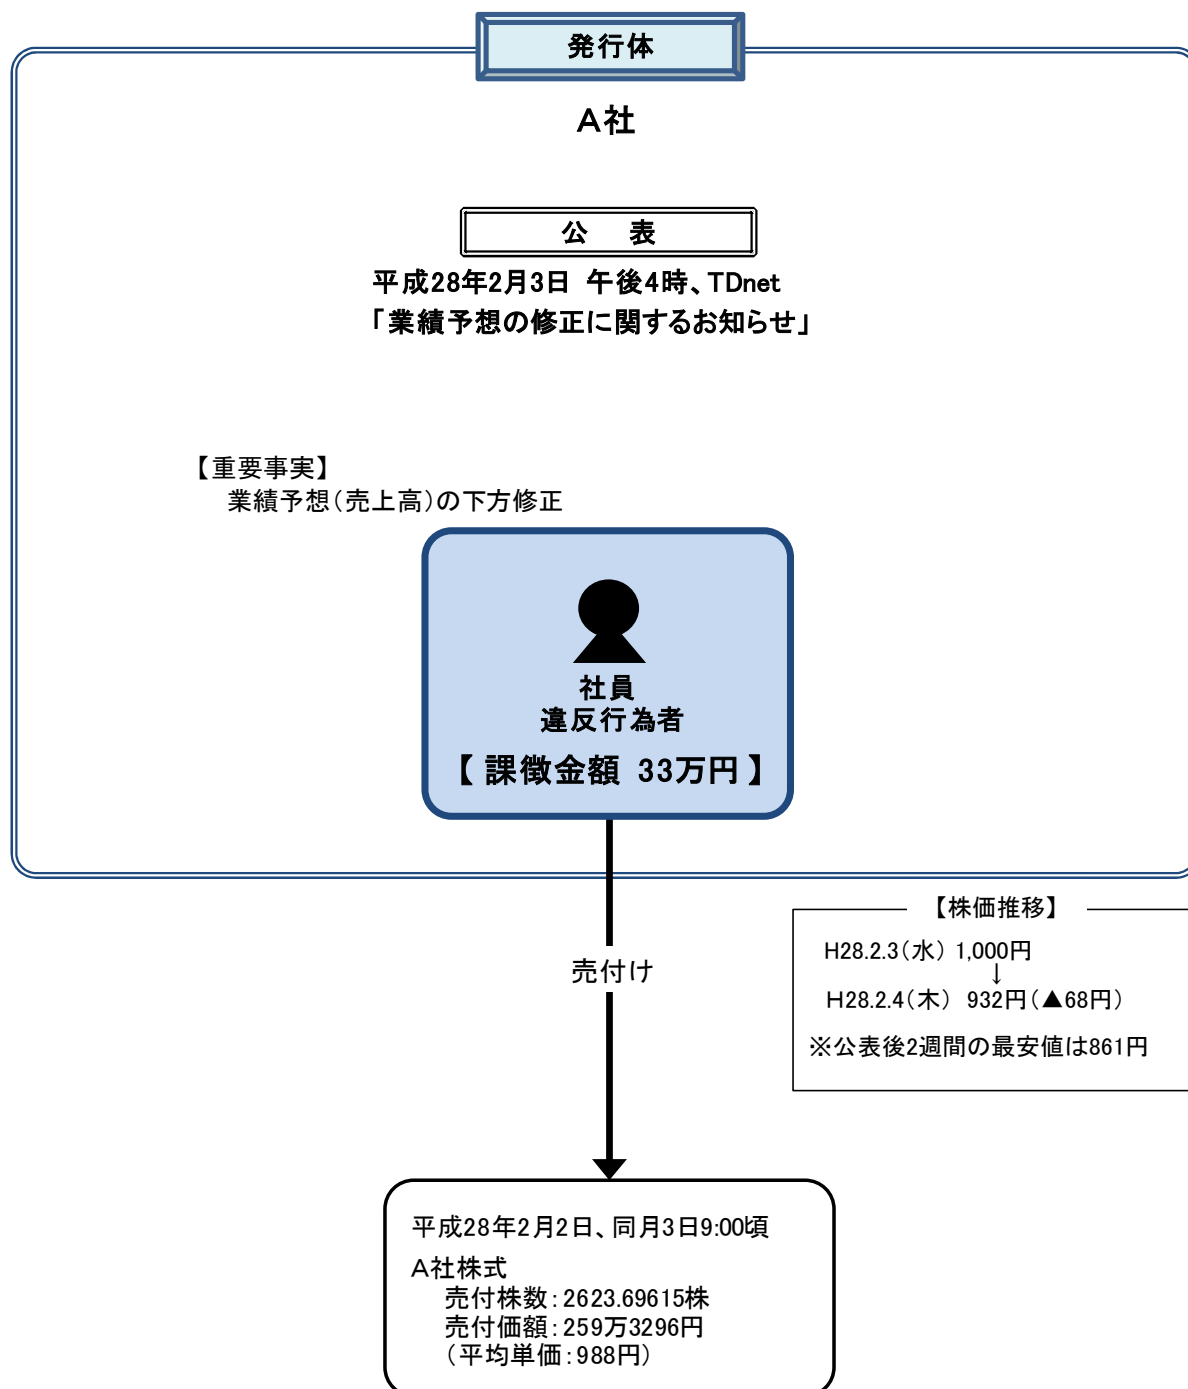 発行体
A社
公　表
平成28年2月3日 午後4時、TDnet
「業績予想の修正に関するお知らせ」
【重要事実】
業績予想（売上高）の下方修正
社員
違反行為者
【 課徴金額 33万円 】
売付け
【株価推移】
H28.2.3（水） 1,000円
↓
H28.2.4（木） 932円（▲68円）
※公表後2週間の最安値は861円
平成28年2月2日、同月3日9:00頃
A社株式
売付株数：2623.69615株
売付価額：259万3296円
（平均単価：988円）